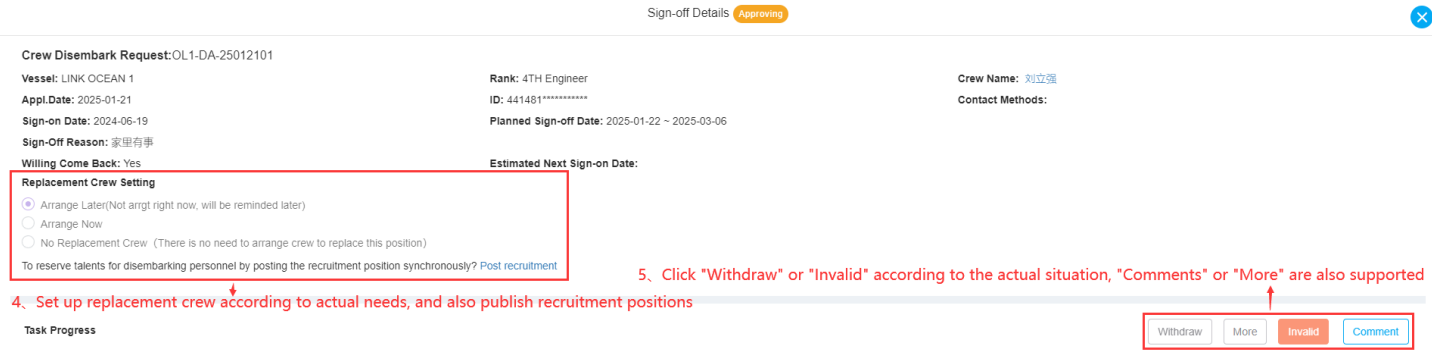 Sign-off Details Approving
Crew Disembark Request:OL1-DA-25012101
Vessel: LINK OCEAN 1 Rank: 4TH Engineer Crew Name: 刘立强
Appl.Date: 2025-01-21 ID: 441481*********** Contact Methods:
Sign-on Date: 2024-06-19 Planned Sign-off Date: 2025-01-22 ~ 2025-03-06
Sign-Off Reason: 家里有事
Willing Come Back: Yes Estimated Next Sign-on Date:
Replacement Crew Setting
Arrange Later(Not arrgt right now, will be reminded later)
Arrange Now
No Replacement Crew（There is no need to arrange crew to replace this position）
To reserve talents for disembarking personnel by posting the recruitment position synchronously? Post recruitment
5、Click "Withdraw" or "Invalid" according to the actual situation, "Comments" or "More" are also supported
4、Set up replacement crew according to actual needs, and also publish recruitment positions
Task Progress Withdraw More Invalid Comment